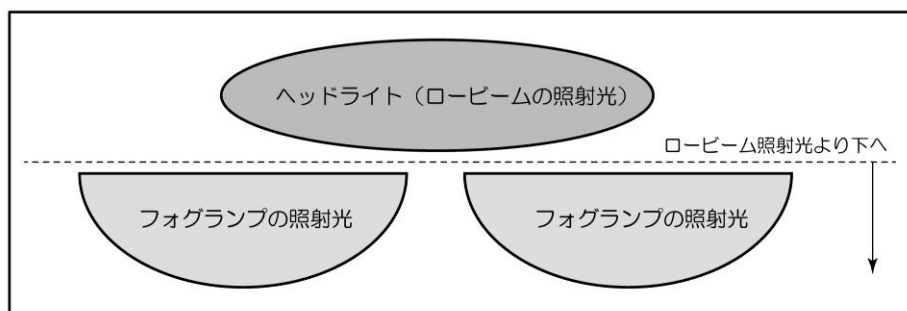 ヘッドライト（ロービームの照射光）
ロービーム照射光より下へ
フォグランプの照射光
フォグランプの照射光